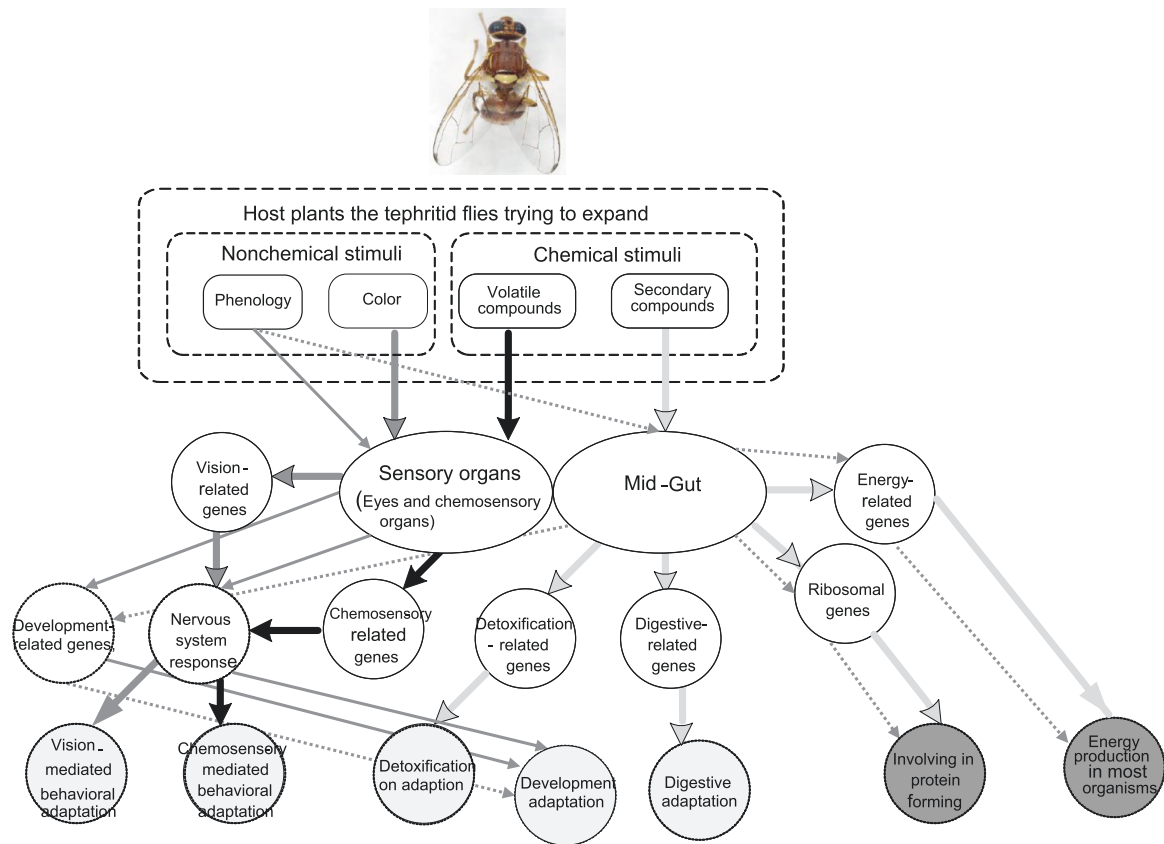 Host plants the tephritid flies trying to expand
Nonchemical stimuli
Chemical stimuli
Phenology
Color
Volatile
compounds
Secondary
compounds
Vision-
related
genes
Sensory organs
(Eyes and chemosensory
organs)
Mid-Gut
Energy-
related
genes
Ribosomal
genes
Development-
related genes;
Nervous
system
response
Chemosensory-
related
genes
Detoxification
- related
genes
Digestive-
related
genes
Vision-
mediated
behavioral
adaptation
Chemosensory
mediated
behavioral
adaptation
Detoxification
on adaption
Development
adaptation
Digestive
adaptation
Involving in
protein
forming
Energy
production
in most
organisms